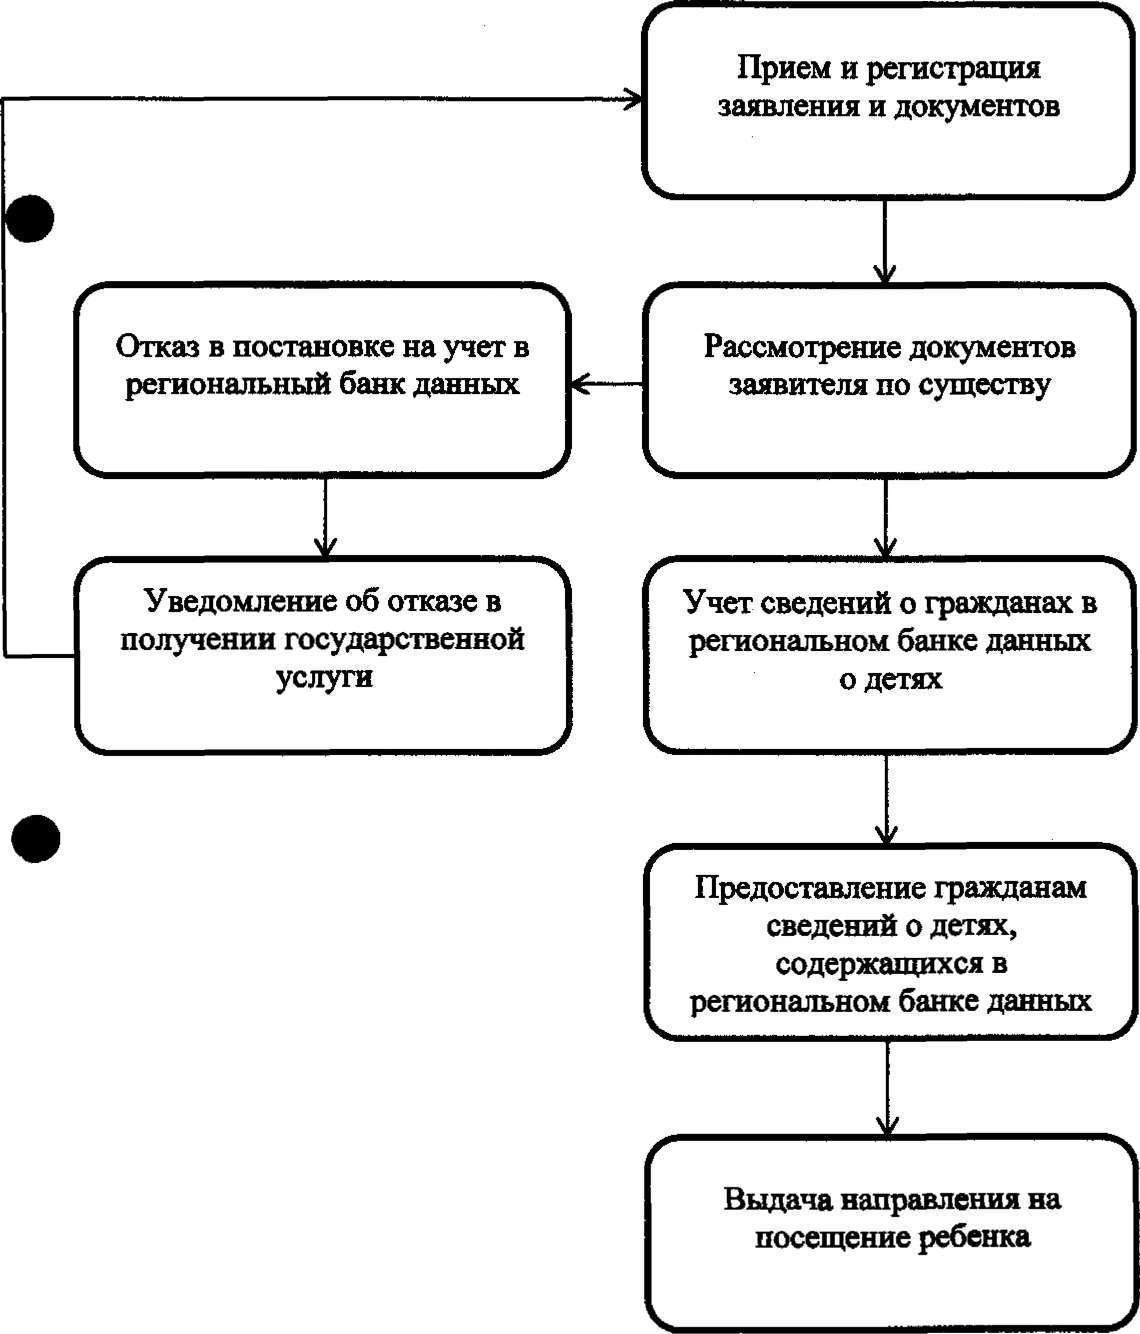 Прием и регистрация
заявления и документов
Отказ в постановке на учет в
региональный банк данных
Рассмотрение документов
заявителя по существу
Уведомление об отказе в
получении государственной
услуги
Учет сведений о гражданах в
региональном банке данных
о детях
Предоставление гражданам
сведений о детях,
содержащихся в
региональном банке данных
Выдача направления на
посещение ребенка